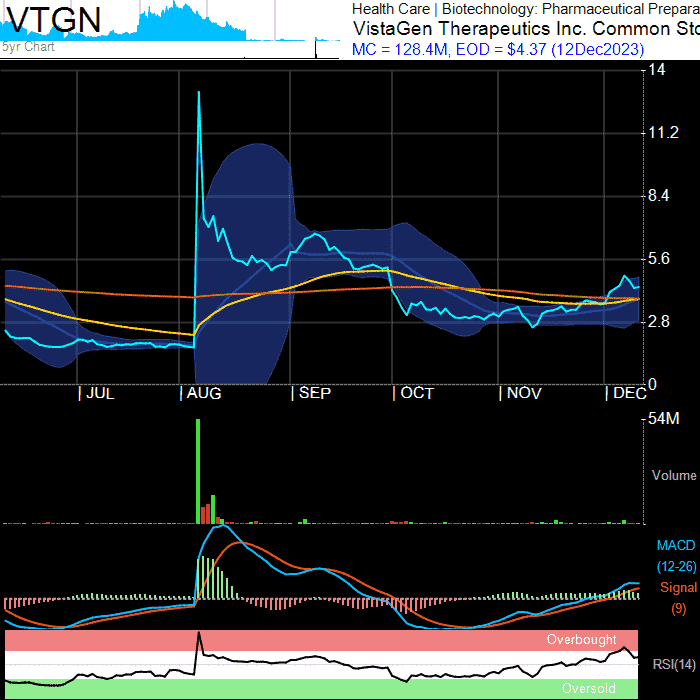 VTGN
5yr Chart
Health Care | Biotechnology: Pharmaceutical Prepara
VistaGen Therapeutics Inc. Common Sto
MC = 128.4M, EOD = $4.37 (12Dec2023)
14
11.2
8.4
5.6
2.8
0
| JUL | AUG | SEP | OCT | NOV | DEC
54M
Volume
MACD
(12-26)
Signal
(9)
Overbought
RSI(14)
Oversold